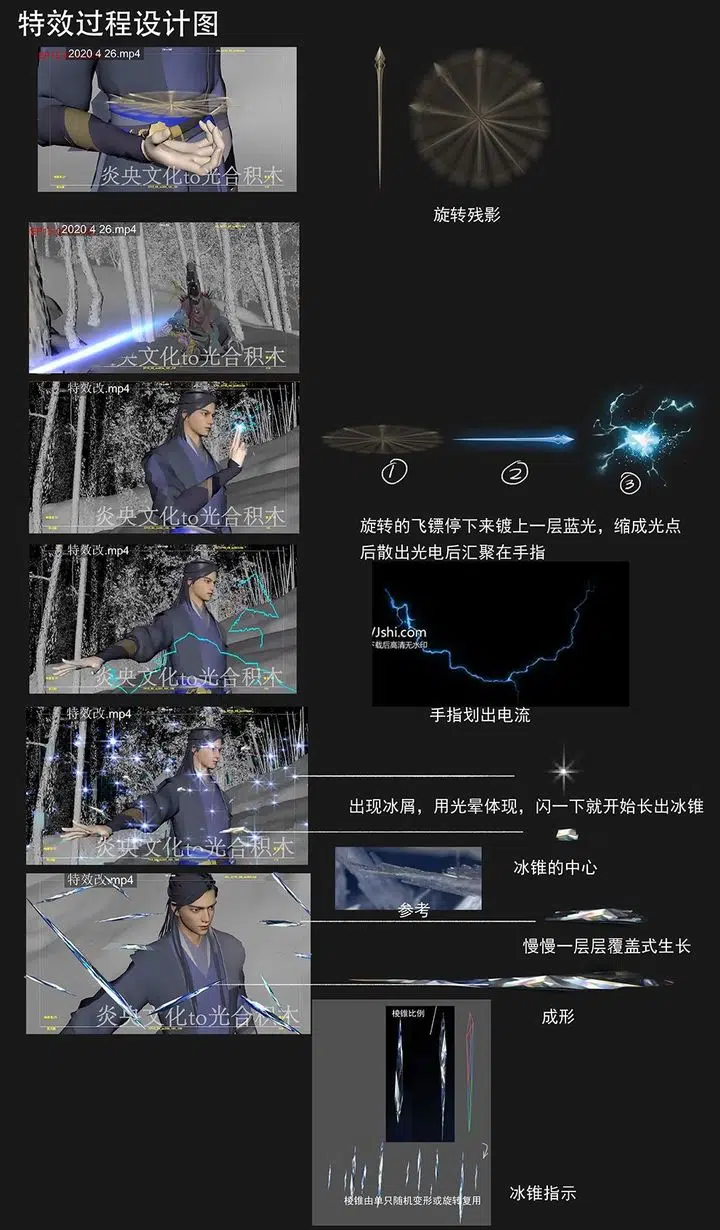 特效过程设计图
2020 4 26.mp4
炎央文化to光合积木
旋转残影
2020 4 26.mp4
炎央文化to光合积木
特效改.mp4
炎央文化to光合积木
①
②
③
旋转的飞镖停下来镀上一层蓝光，缩成光点
后散出光电后汇聚在手指
特效改.mp4
炎央文化to光合积木
VJshi.com
下载后高清无水印
手指划出电流
特效改.mp4
炎央文化to光合积木
出现冰屑，用光晕体现，闪一下就开始长出冰锥
冰锥的中心
参考
特效改.mp4
炎央文化to光合积木
慢慢一层层覆盖式生长
成形
棱锥比例
棱锥由单只随机变形或旋转复用
冰锥指示